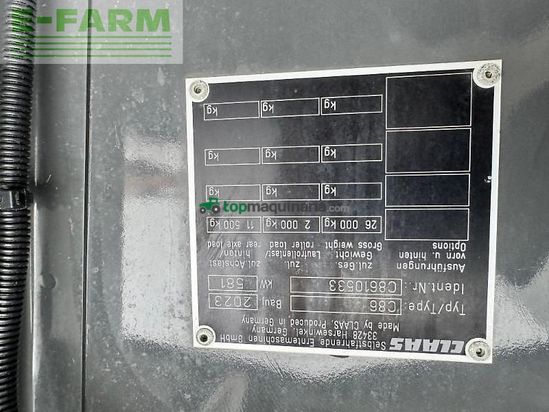 E-FARM
CLAAS
Selbstfahrende Erntemaschinen GmbH
33428 Harsewinkel, Germany
Made by CLAAS, Produced in Germany
Typ/Type: C86 Bauj. 2023
Ident.Nr.: C8610533 kW 581
Ausführungen zul.Ges. zul. zul.Achslast
vorn u. hinten Gewicht Laufrollenlast/ hinten/
Options Gross weight roller load rear axle load
26 000 kg 2 000 kg 11 500 kg
kg kg kg
kg kg kg
kg kg kg
topmaquinaria.com